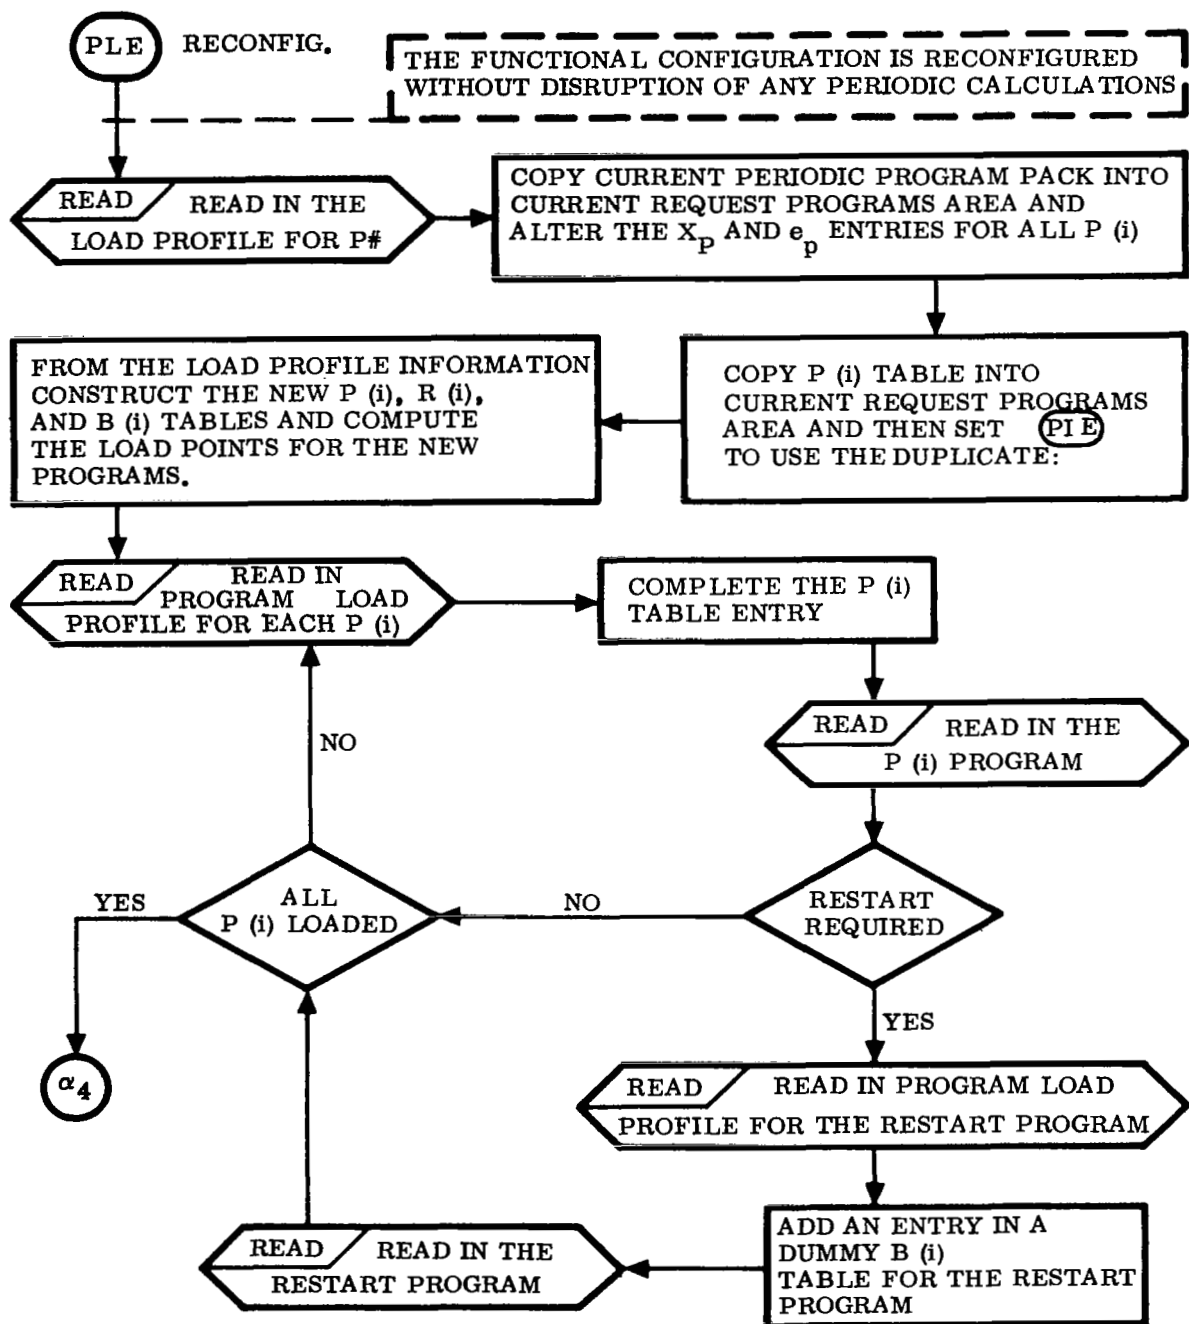 PLE RECONFIG.
THE FUNCTIONAL CONFIGURATION IS RECONFIGURED
WITHOUT DISRUPTION OF ANY PERIODIC CALCULATIONS
READ READ IN THE
LOAD PROFILE FOR P#
COPY CURRENT PERIODIC PROGRAM PACK INTO
CURRENT REQUEST PROGRAMS AREA AND
ALTER THE Xp AND ep ENTRIES FOR ALL P (i)
COPY P (i) TABLE INTO
CURRENT REQUEST PROGRAMS
AREA AND THEN SET PIE
TO USE THE DUPLICATE:
FROM THE LOAD PROFILE INFORMATION
CONSTRUCT THE NEW P (i), R (i),
AND B (i) TABLES AND COMPUTE
THE LOAD POINTS FOR THE NEW
PROGRAMS.
READ READ IN
PROGRAM LOAD
PROFILE FOR EACH P (i)
COMPLETE THE P (i)
TABLE ENTRY
READ READ IN THE
P (i) PROGRAM
RESTART
REQUIRED
NO
YES
ALL
P (i) LOADED
NO
YES
α4
READ READ IN PROGRAM LOAD
PROFILE FOR THE RESTART PROGRAM
ADD AN ENTRY IN A
DUMMY B (i)
TABLE FOR THE RESTART
PROGRAM
READ READ IN THE
RESTART PROGRAM